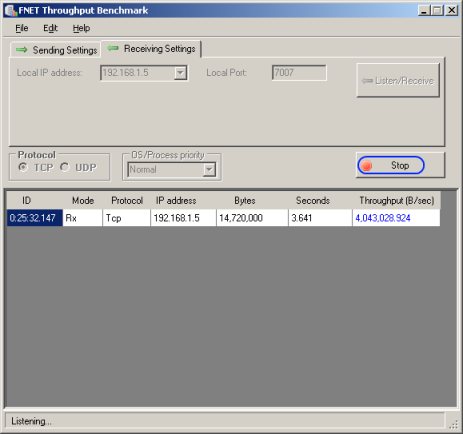 FNET Throughput Benchmark
File Edit Help
Sending Settings Receiving Settings
Local IP address: 192.168.1.5 Local Port: 7007
Listen/Receive
Protocol OS/Process priority
TCP UDP Normal Stop
ID Mode Protocol IP address Bytes Seconds Throughput (B/sec)
0:25:32.147 Rx Tcp 192.168.1.5 14,720,000 3.641 4,043,028.924
Listening...